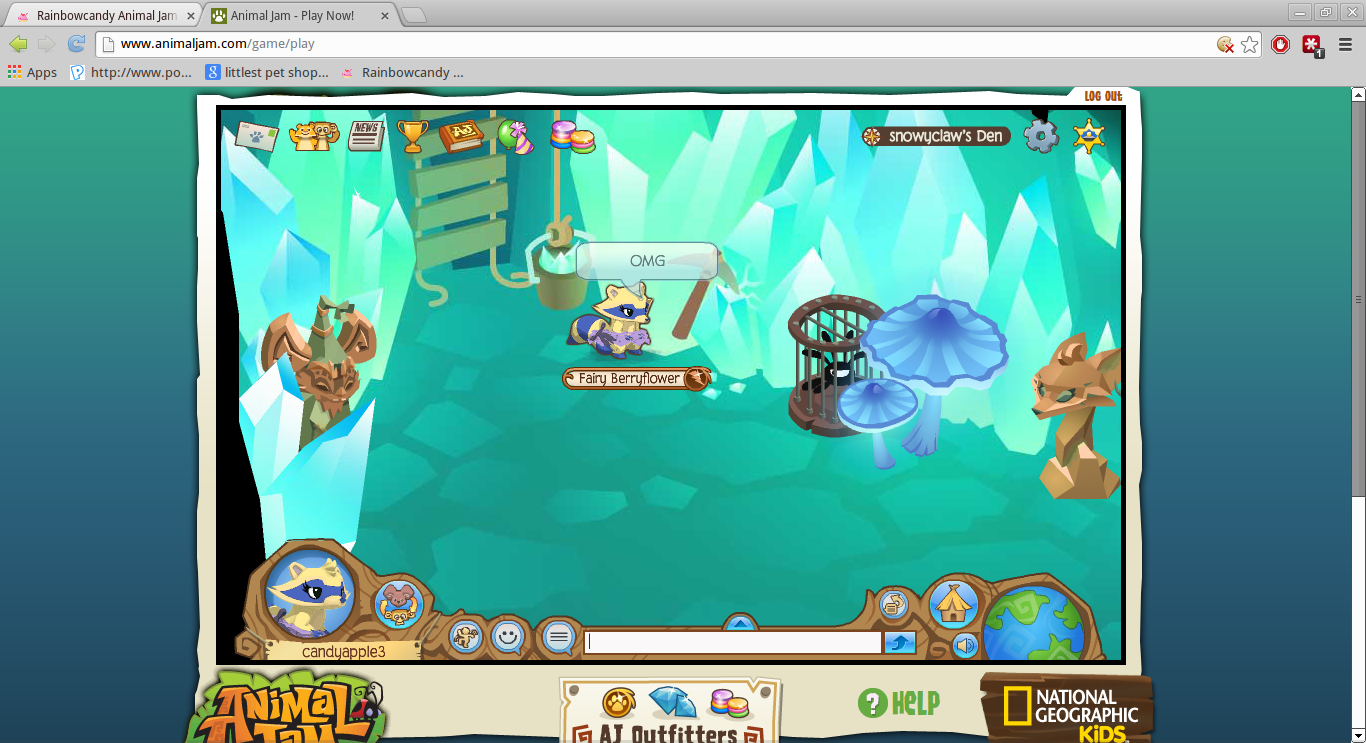 Rainbowcandy Animal Jam
Animal Jam - Play Now!
www.animaljam.com/game/play
1
Apps
http://www.po...
littlest pet shop...
Rainbowcandy ...
LOG OUT
NEWS
AJ
snowyclaw's Den
OMG
Fairy Berryflower
candyapple3
ANIMAL
JAM
AJ Outfitters
? HELP
NATIONAL
GEOGRAPHIC
KiDS